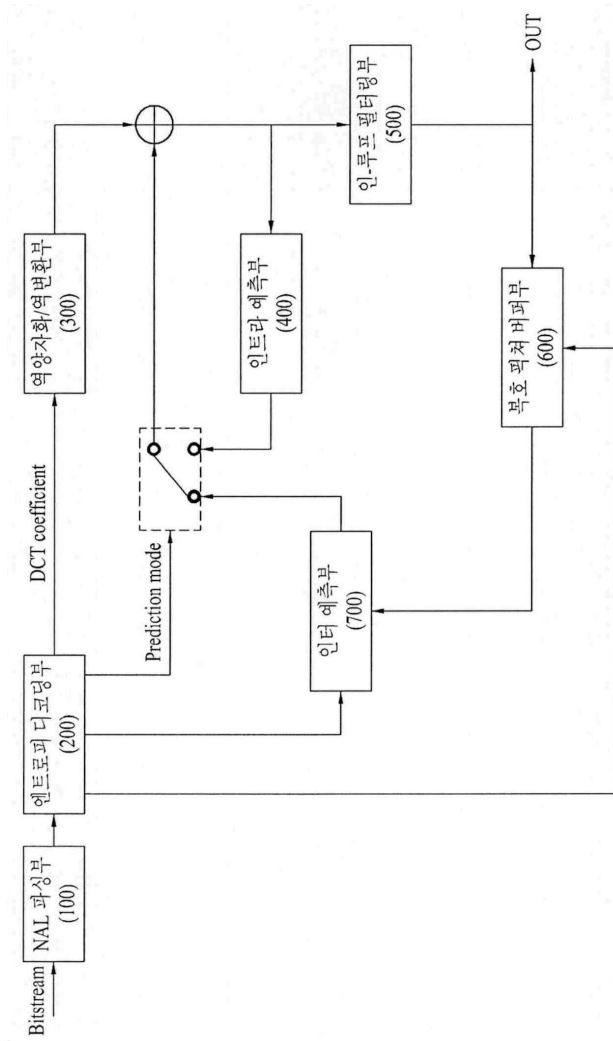 Bitstream
NAL 파싱부
(100)
엔트로피 디코딩부
(200)
DCT coefficient
역양자화/역변환부
(300)
Prediction mode
인트라 예측부
(400)
인-루프 필터링부
(500)
OUT
인터 예측부
(700)
복호 픽쳐 버퍼부
(600)